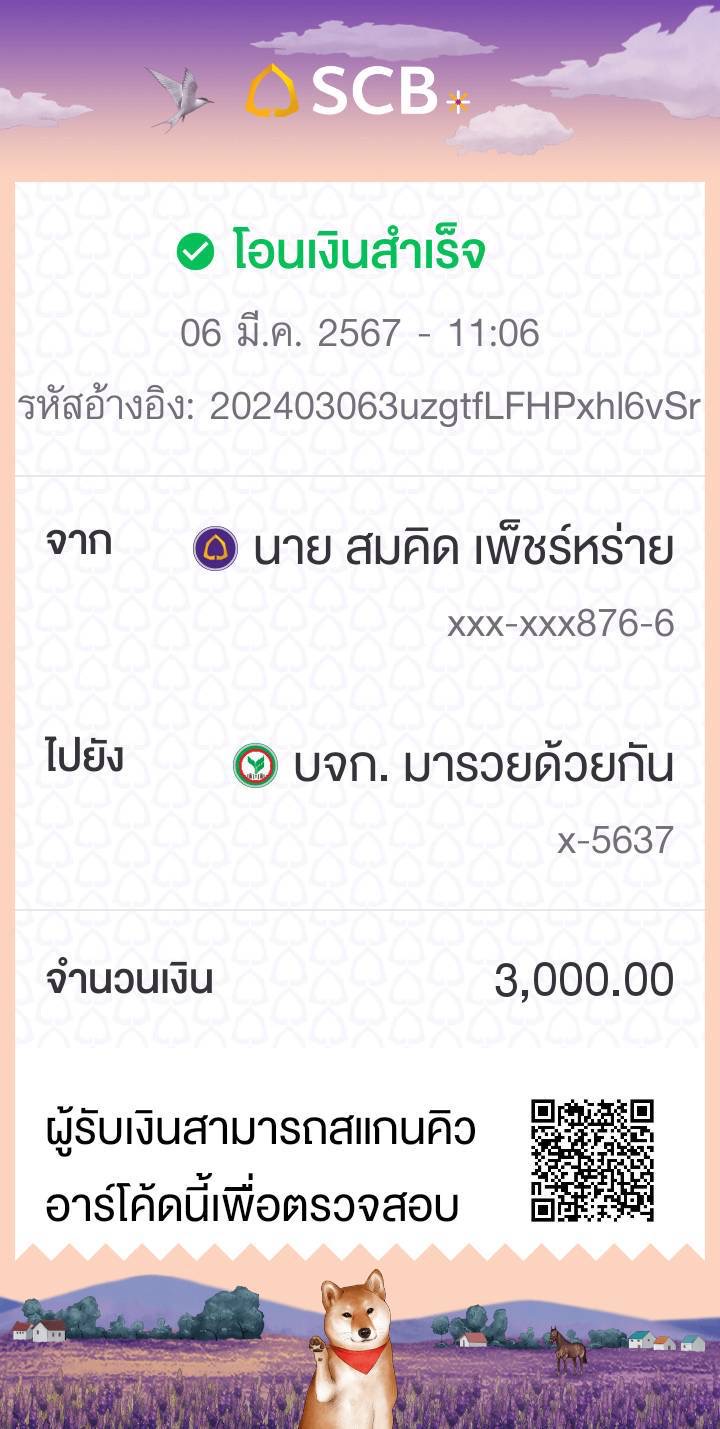 SCB
โอนเงินสำเร็จ
06 มี.ค. 2567 - 11:06
รหัสอ้างอิง: 202403063uzgtfLFHPxhl6vSr
จาก นาย สมคิด เพ็ชร์หร่าย
xxx-xxx876-6
ไปยัง บจก. มารวยด้วยกัน
x-5637
จำนวนเงิน 3,000.00
ผู้รับเงินสามารถสแกนคิว
อาร์โค้ดนี้เพื่อตรวจสอบ